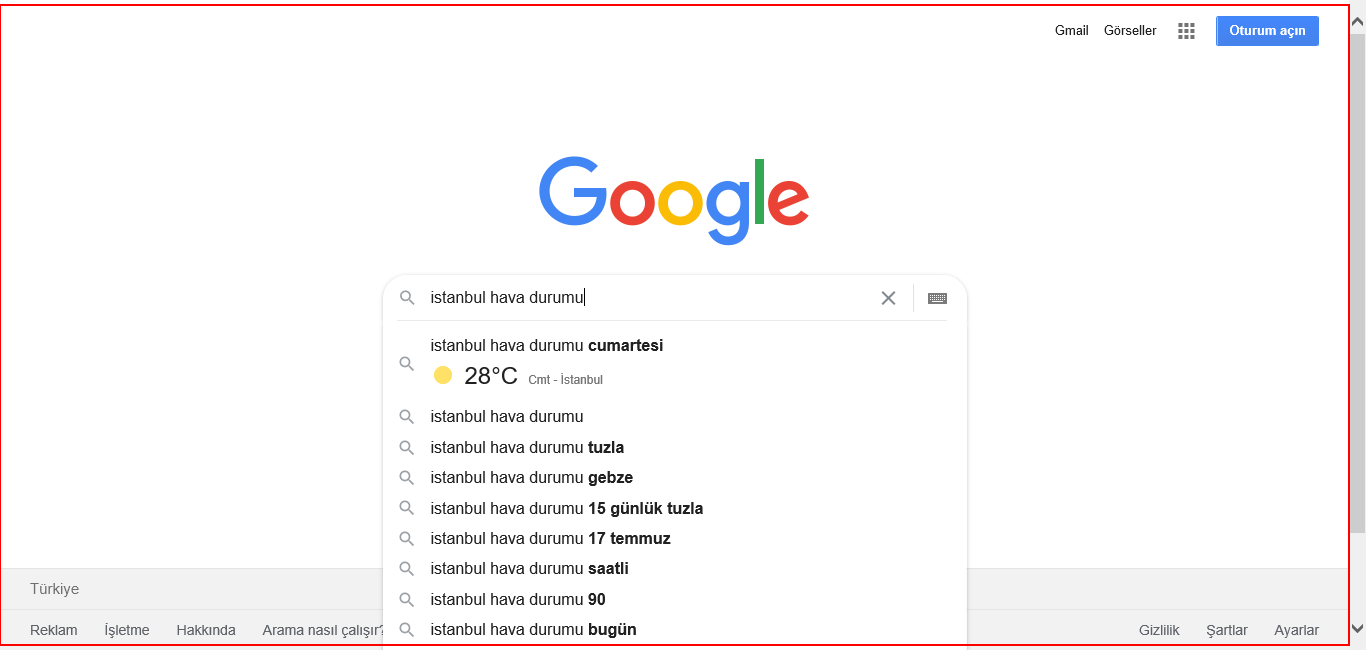 Gmail Görseller Oturum açın
Google
istanbul hava durumu
istanbul hava durumu cumartesi
28°C Cmt - İstanbul
istanbul hava durumu
istanbul hava durumu tuzla
istanbul hava durumu gebze
istanbul hava durumu 15 günlük tuzla
istanbul hava durumu 17 temmuz
istanbul hava durumu saatli
istanbul hava durumu 90
istanbul hava durumu bugün
Türkiye
Reklam İşletme Hakkında Arama nasıl çalışır? Gizlilik Şartlar Ayarlar